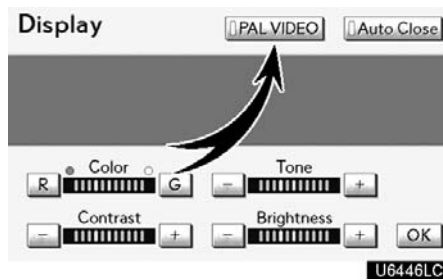 Display PAL VIDEO Auto Close
R Color G - Tone +
- Contrast + - Brightness + OK
U6446LC